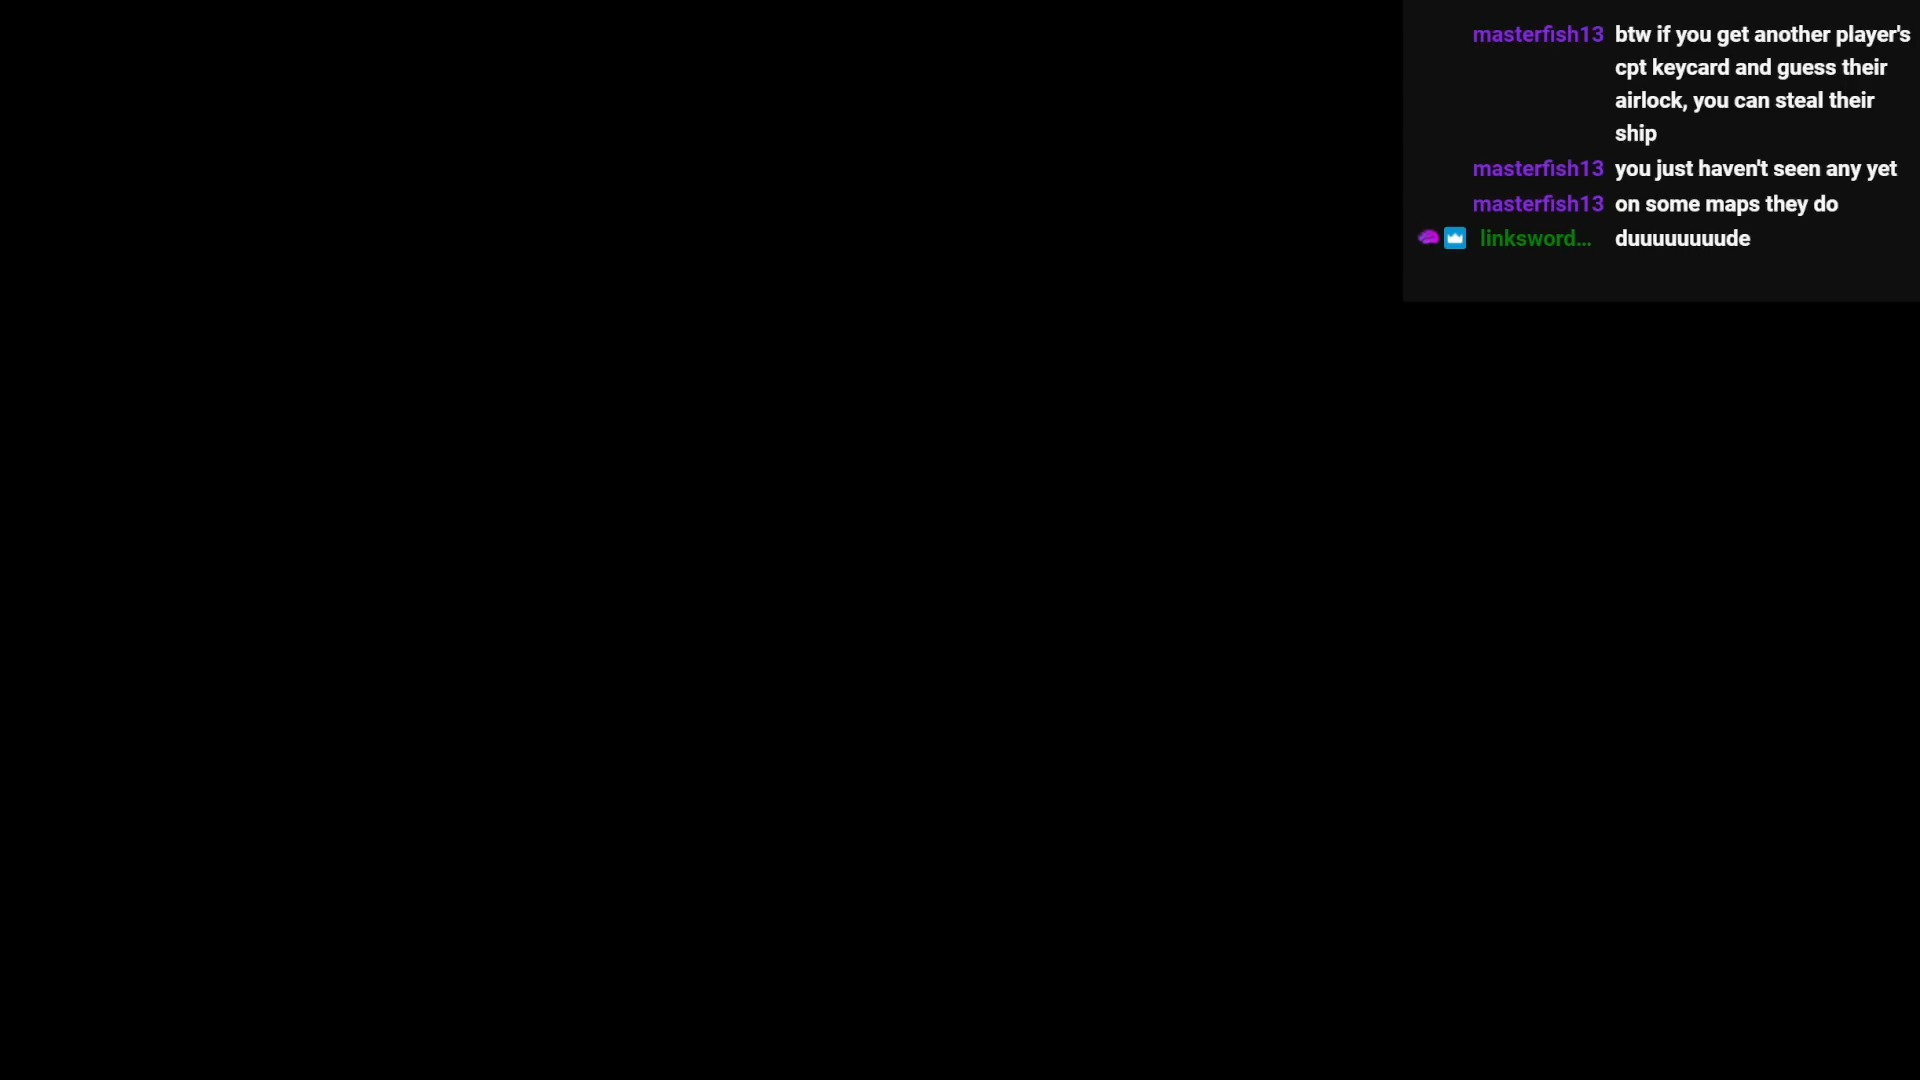 masterfish13 btw if you get another player's
cpt keycard and guess their
airlock, you can steal their
ship
masterfish13 you just haven't seen any yet
masterfish13 on some maps they do
linksword... duuuuuuuude